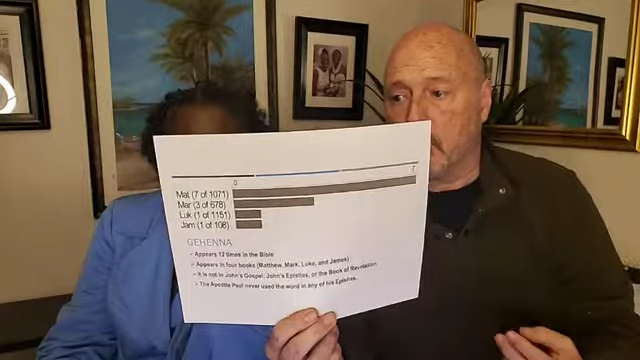 0 7
Mat (7 of 1071)
Mar (3 of 678)
Luk (1 of 1151)
Jam (1 of 108)
GEHENNA
Appears 12 times in the Bible
Appears in four books (Matthew, Mark, Luke, and James)
It is not in John's Gospel, John's Epistles, or the Book of Revelation
The Apostle Paul never used the word in any of his Epistles.